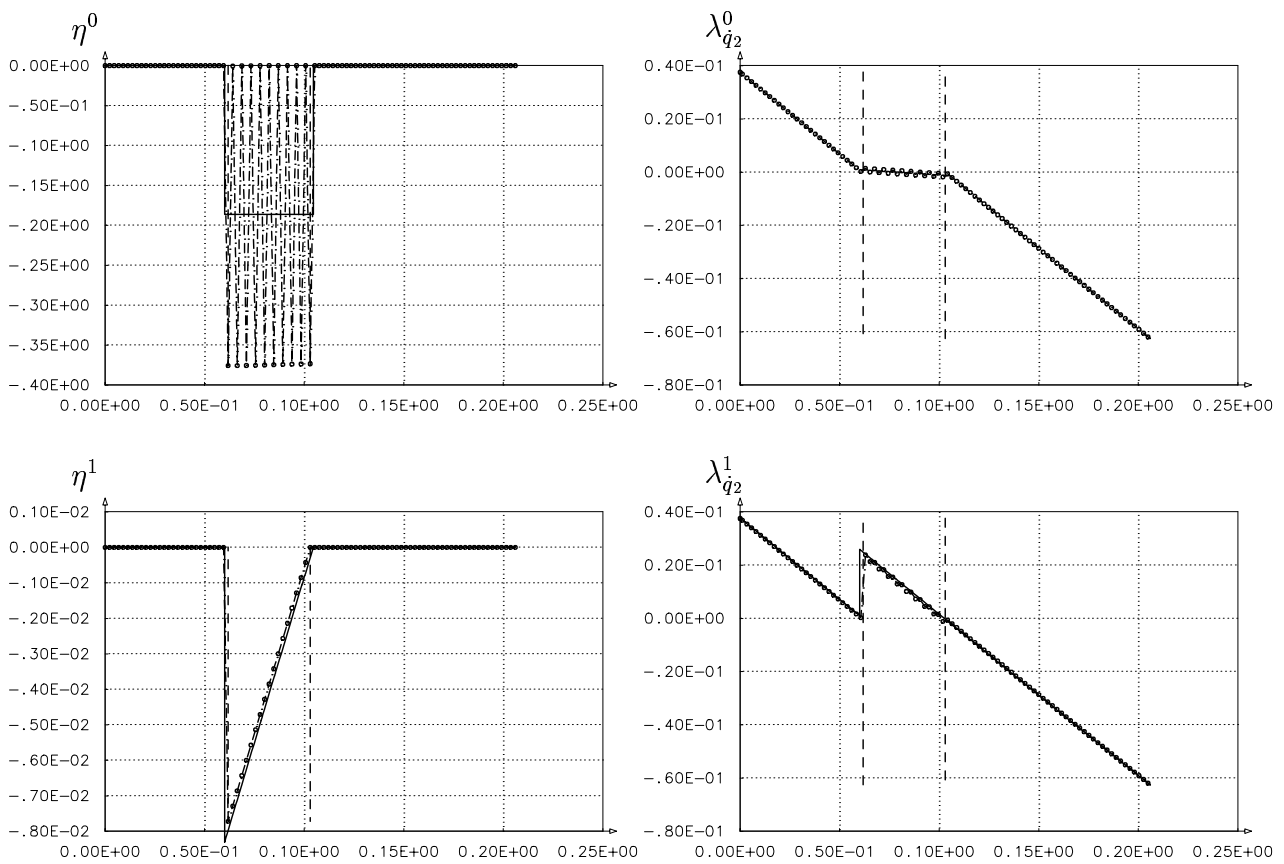 η^0
0.00E+00
-.50E-01
-.10E+00
-.15E+00
-.20E+00
-.25E+00
-.30E+00
-.35E+00
-.40E+00
0.00E+00 0.50E-01 0.10E+00 0.15E+00 0.20E+00 0.25E+00
λ^0_{q̇_2}
0.40E-01
0.20E-01
0.00E+00
-.20E-01
-.40E-01
-.60E-01
-.80E-01
0.00E+00 0.50E-01 0.10E+00 0.15E+00 0.20E+00 0.25E+00
η^1
0.10E-02
0.00E+00
-.10E-02
-.20E-02
-.30E-02
-.40E-02
-.50E-02
-.60E-02
-.70E-02
-.80E-02
0.00E+00 0.50E-01 0.10E+00 0.15E+00 0.20E+00 0.25E+00
λ^1_{q̇_2}
0.40E-01
0.20E-01
0.00E+00
-.20E-01
-.40E-01
-.60E-01
-.80E-01
0.00E+00 0.50E-01 0.10E+00 0.15E+00 0.20E+00 0.25E+00